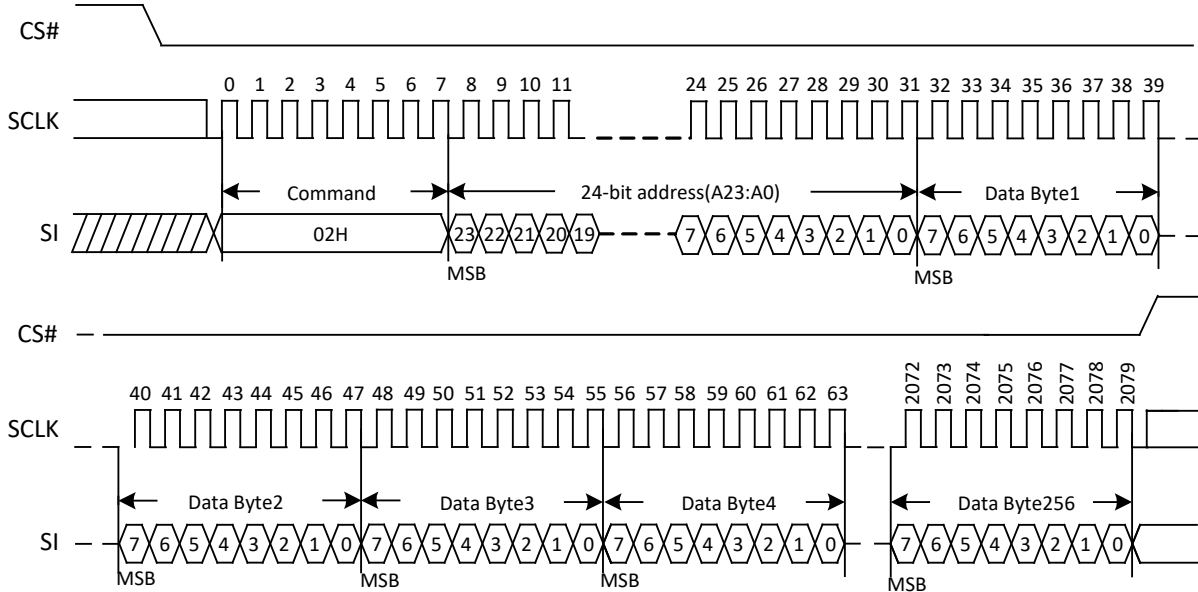 CS#
0 1 2 3 4 5 6 7 8 9 10 11 24 25 26 27 28 29 30 31 32 33 34 35 36 37 38 39
SCLK
Command 24-bit address(A23:A0) Data Byte1
SI 02H 23 22 21 20 19 7 6 5 4 3 2 1 0 7 6 5 4 3 2 1 0
MSB MSB
CS#
40 41 42 43 44 45 46 47 48 49 50 51 52 53 54 55 56 57 58 59 60 61 62 63 2072 2073 2074 2075 2076 2077 2078 2079
SCLK
Data Byte2 Data Byte3 Data Byte4 Data Byte256
SI 7 6 5 4 3 2 1 0 7 6 5 4 3 2 1 0 7 6 5 4 3 2 1 0 7 6 5 4 3 2 1 0
MSB MSB MSB MSB